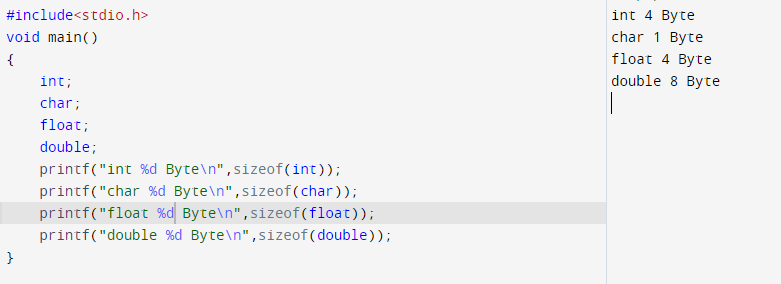 #include<stdio.h>
void main()
{
    int;
    char;
    float;
    double;
    printf("int %d Byte\n",sizeof(int));
    printf("char %d Byte\n",sizeof(char));
    printf("float %d Byte\n",sizeof(float));
    printf("double %d Byte\n",sizeof(double));
}
int 4 Byte
char 1 Byte
float 4 Byte
double 8 Byte